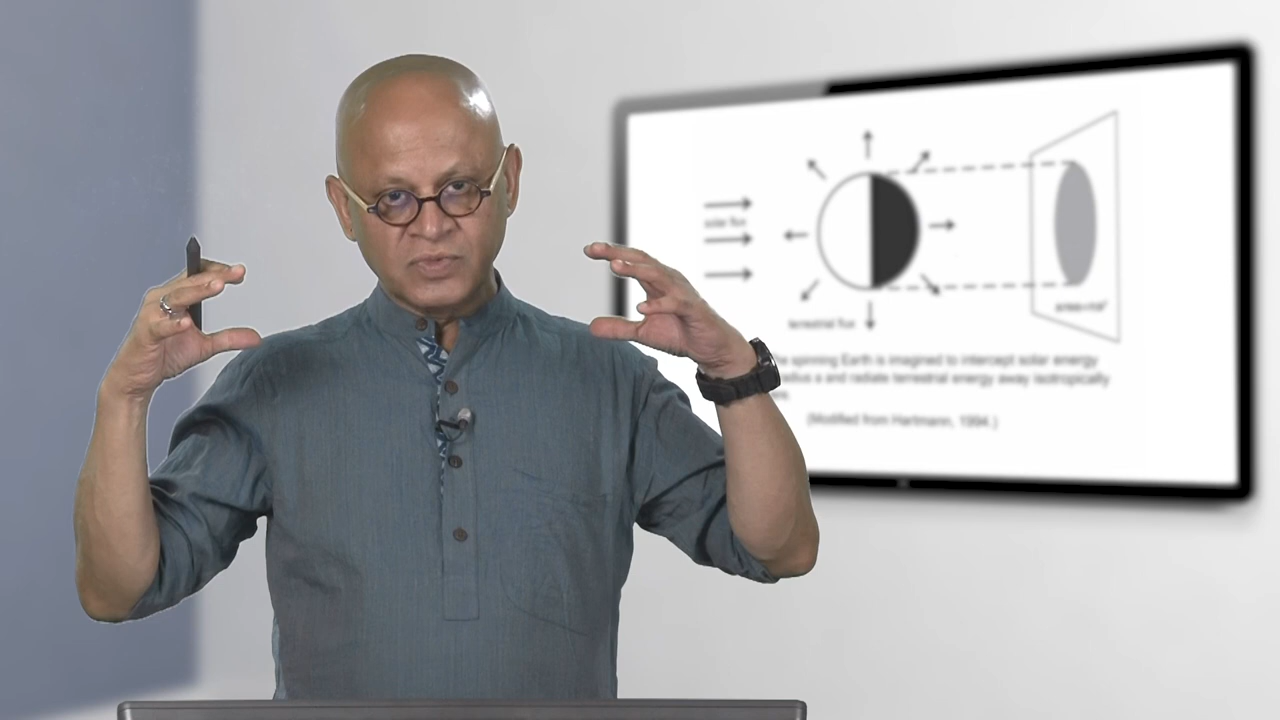 solar flux
terrestrial flux
area=πa²
spinning Earth is imagined to intercept solar energy
radius a and radiate terrestrial energy away isotropically
(Modified from Hartmann, 1994.)